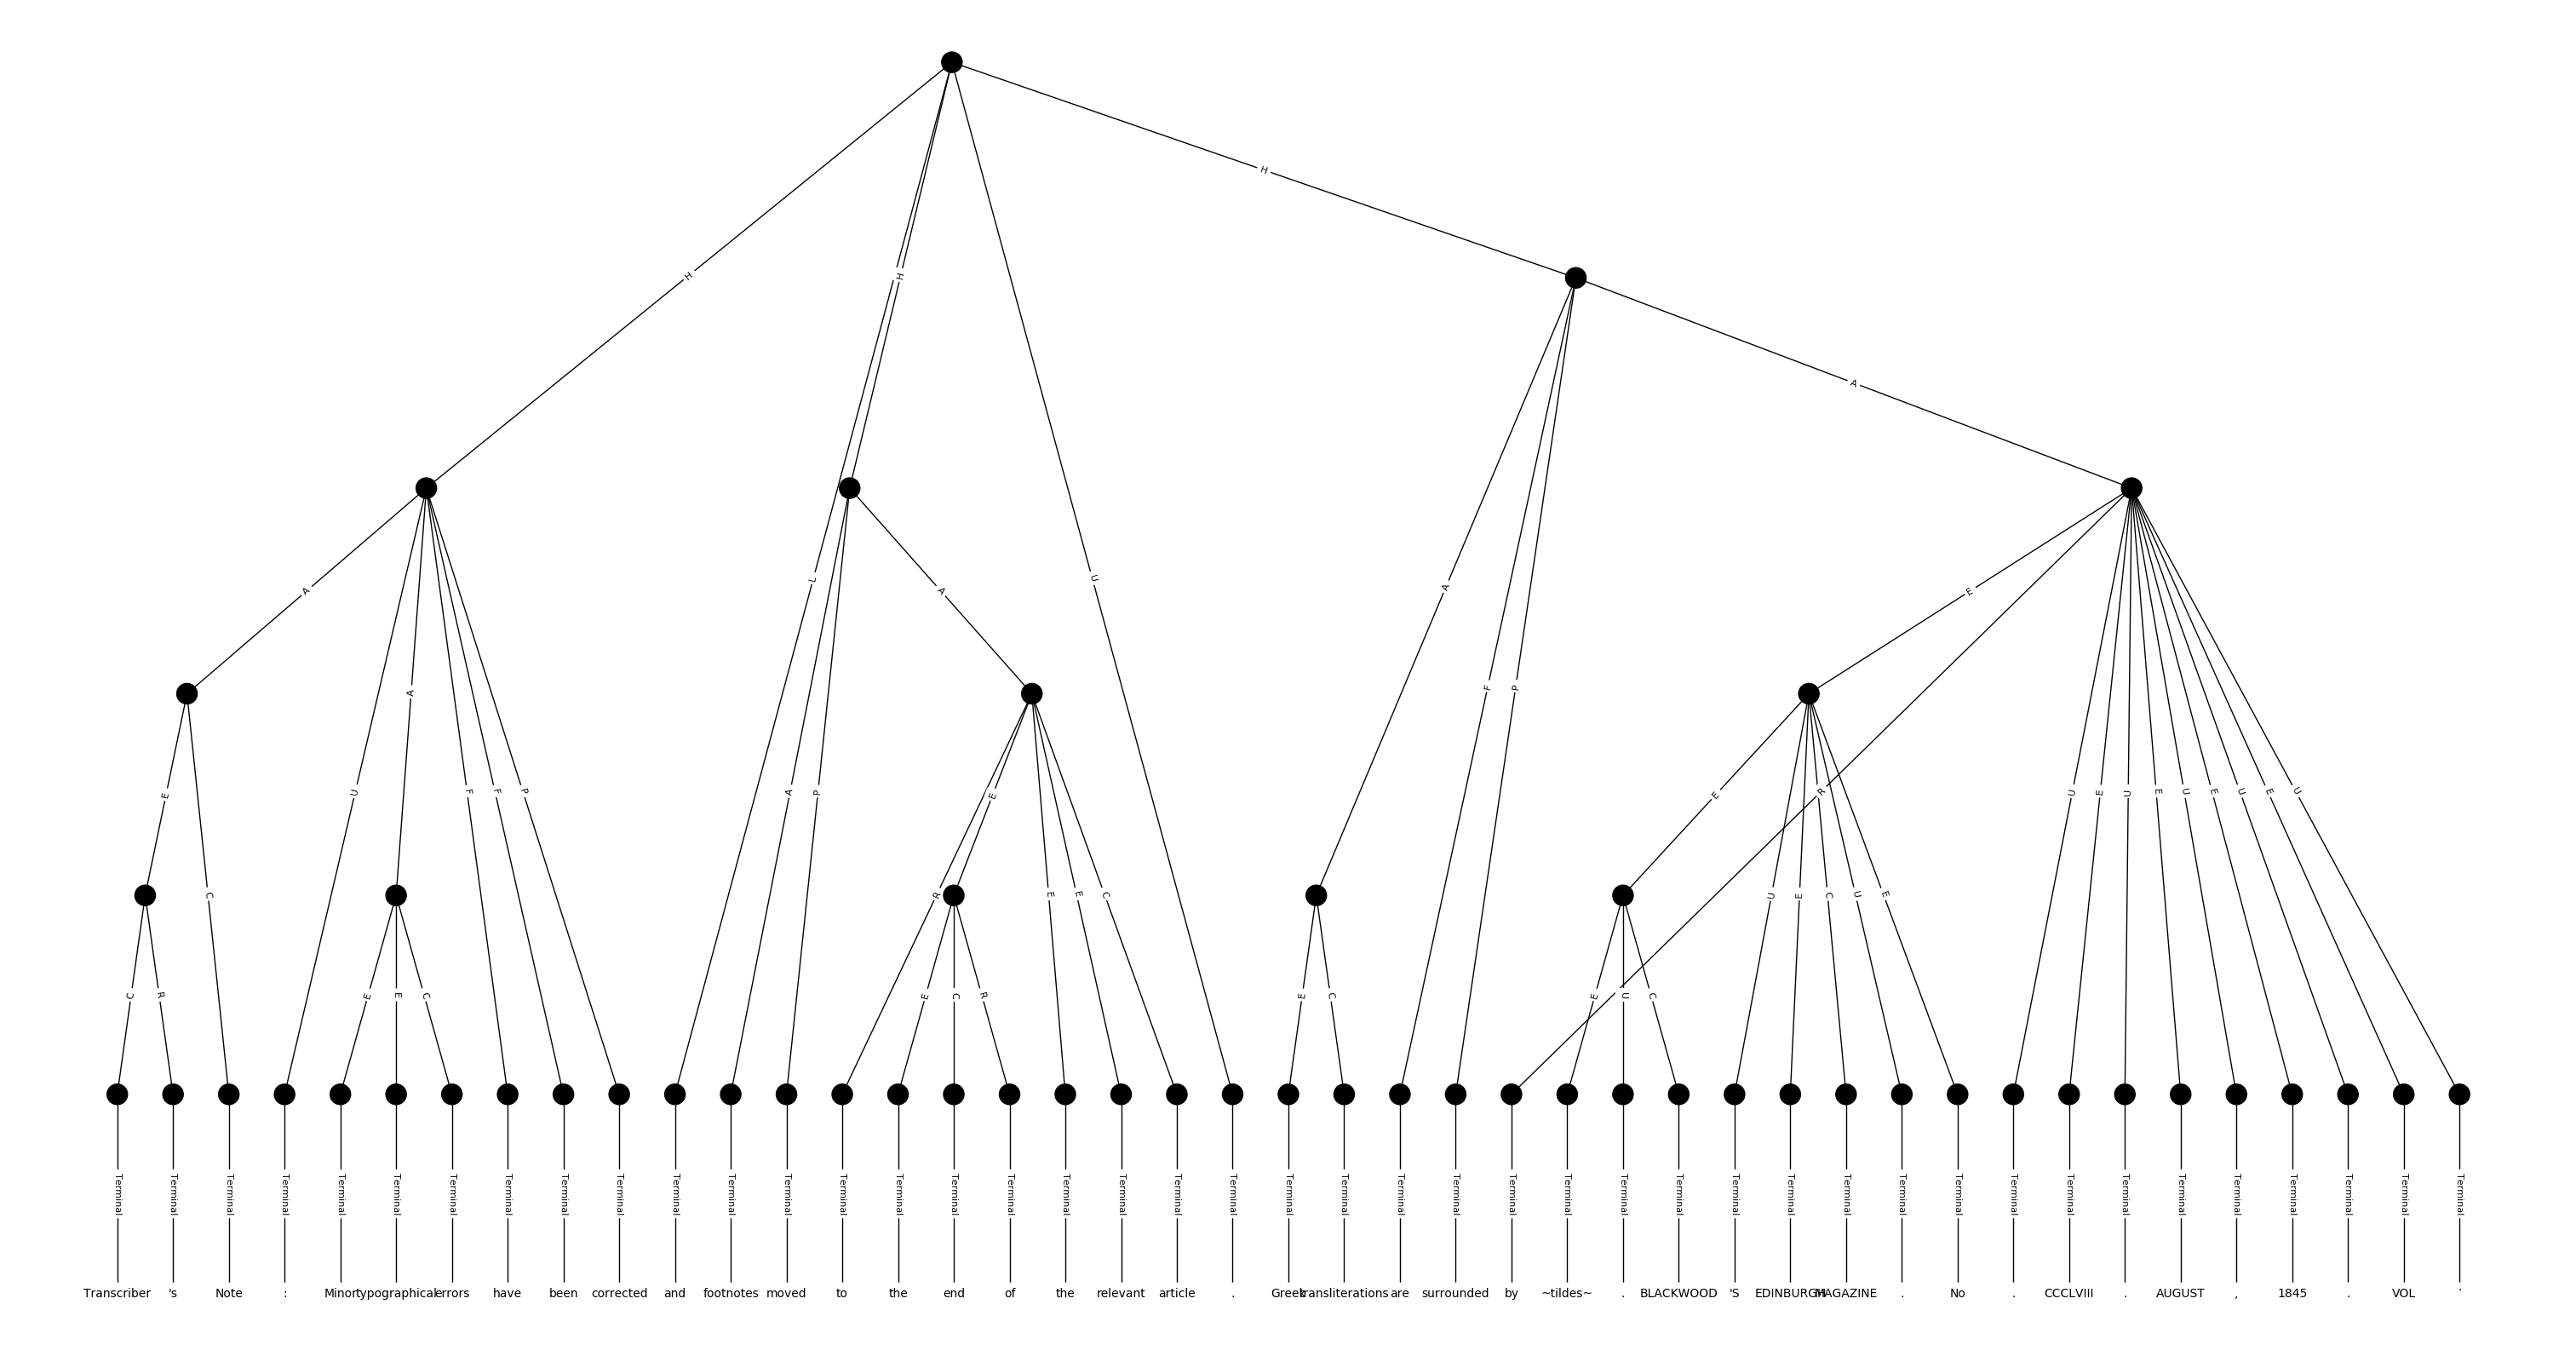 H
H
H
A
L
A
U
A
E
A
F
P
E
C
U
A
F
F
P
A
P
R
E
E
E
C
E
R
U
E
C
U
E
U
E
U
E
U
E
U
E
U
C
R
E
E
C
E
C
R
E
C
E
U
C
Terminal Terminal Terminal Terminal Terminal Terminal Terminal Terminal Terminal Terminal Terminal Terminal Terminal Terminal Terminal Terminal Terminal Terminal Terminal Terminal Terminal Terminal Terminal Terminal Terminal Terminal Terminal Terminal Terminal Terminal Terminal Terminal Terminal Terminal Terminal Terminal Terminal Terminal Terminal Terminal Terminal Terminal Terminal
Transcriber 's Note : Minor typographical errors have been corrected and footnotes moved to the end of the relevant article . Greek transliterations are surrounded by ~tildes~ . BLACKWOOD 'S EDINBURGH MAGAZINE . No . CCCLVIII . AUGUST , 1845 . VOL .